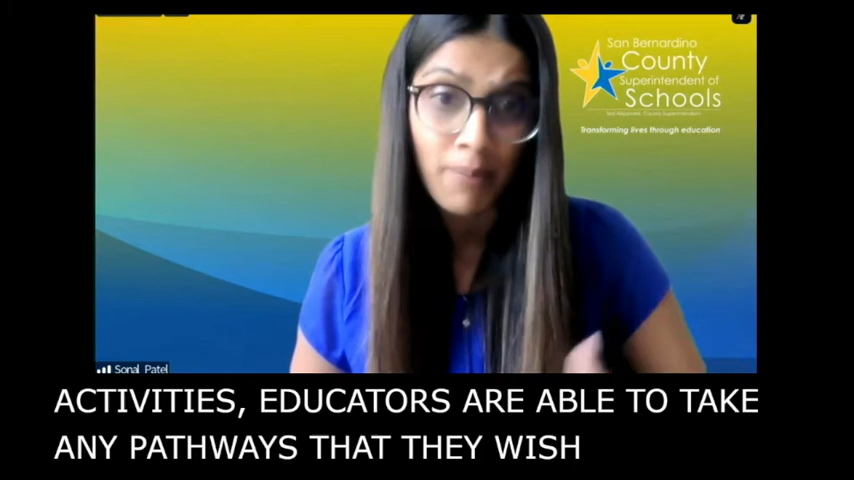 San Bernardino
County
Superintendent of
Schools
Transforming lives through education
Sonal Patel
ACTIVITIES, EDUCATORS ARE ABLE TO TAKE
ANY PATHWAYS THAT THEY WISH